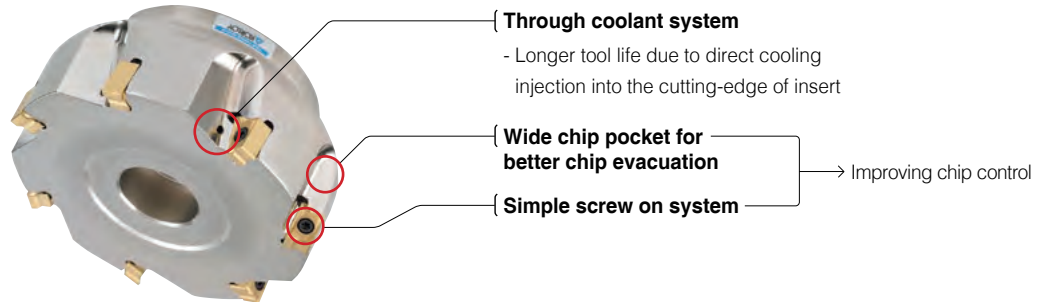 Through coolant system
- Longer tool life due to direct cooling
injection into the cutting-edge of insert
Wide chip pocket for
better chip evacuation
Improving chip control
Simple screw on system